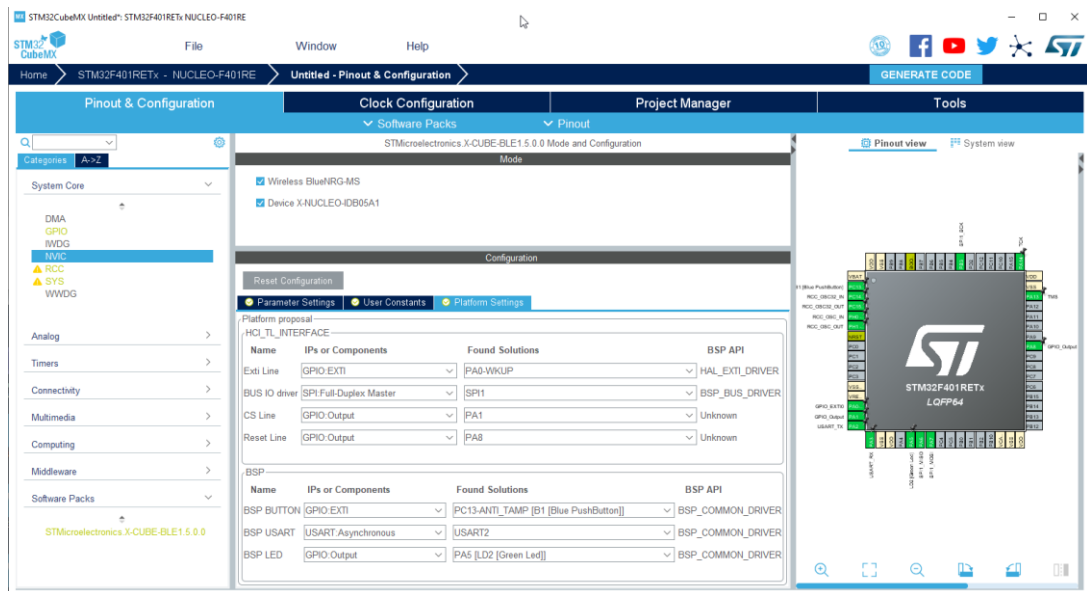 MX STM32CubeMX Untitled*: STM32F401RETx NUCLEO-F401RE
STM32 CubeMX File Window Help
Home STM32F401RETx - NUCLEO-F401RE Untitled - Pinout & Configuration GENERATE CODE
Pinout & Configuration Clock Configuration Project Manager Tools
Software Packs Pinout
STMicroelectronics.X-CUBE-BLE1.5.0.0 Mode and Configuration
Mode
Pinout view System view
Categories A->Z
System Core
DMA
GPIO
IWDG
NVIC
RCC
SYS
WWDG
Analog
Timers
Connectivity
Multimedia
Computing
Middleware
Software Packs
STMicroelectronics.X-CUBE-BLE1.5.0.0
Wireless BlueNRG-MS
Device X-NUCLEO-IDB05A1
Configuration
Reset Configuration
Parameter Settings User Constants Platform Settings
Platform proposal
HCI_TL_INTERFACE
Name IPs or Components Found Solutions BSP API
Exti Line GPIO:EXTI PA0-WKUP HAL_EXTI_DRIVER
BUS IO driver SPI:Full-Duplex Master SPI1 BSP_BUS_DRIVER
CS Line GPIO:Output PA1 Unknown
Reset Line GPIO:Output PA8 Unknown
BSP
Name IPs or Components Found Solutions BSP API
BSP BUTTON GPIO:EXTI PC13-ANTI_TAMP [B1 [Blue PushButton]] BSP_COMMON_DRIVER
BSP USART USART:Asynchronous USART2 BSP_COMMON_DRIVER
BSP LED GPIO:Output PA5 [LD2 [Green Led]] BSP_COMMON_DRIVER
RCC_OSC32_IN
RCC_OSC32_OUT
RCC_OSC_IN
RCC_OSC_OUT
TMS
GPIO_Output
STM32F401RETx
LQFP64
GPIO_Output
USART_TX